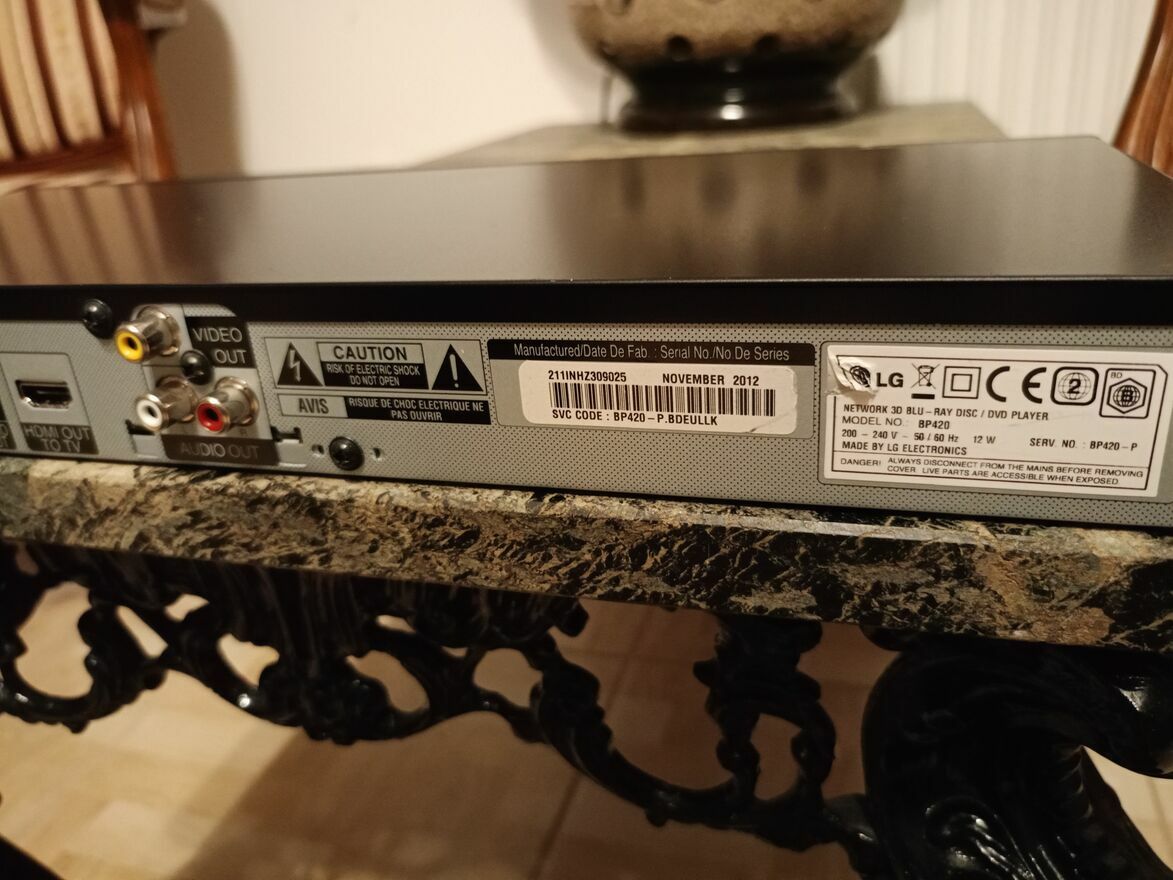 VIDEO
OUT
HDMI OUT
TO TV
AUDIO OUT
CAUTION
RISK OF ELECTRIC SHOCK
DO NOT OPEN
AVIS
RISQUE DE CHOC ELECTRIQUE NE
PAS OUVRIR
Manufactured/Date De Fab. : Serial No./No De Series
211INHZ309025 NOVEMBER 2012
SVC CODE : BP420-P.BDEULLK
LG CE 2 BD B
NETWORK 3D BLU-RAY DISC / DVD PLAYER
MODEL NO.: BP420
200 - 240 V ~ 50 / 60 Hz 12 W SERV. NO. : BP420-P
MADE BY LG ELECTRONICS
DANGER! ALWAYS DISCONNECT FROM THE MAINS BEFORE REMOVING
COVER. LIVE PARTS ARE ACCESSIBLE WHEN EXPOSED.